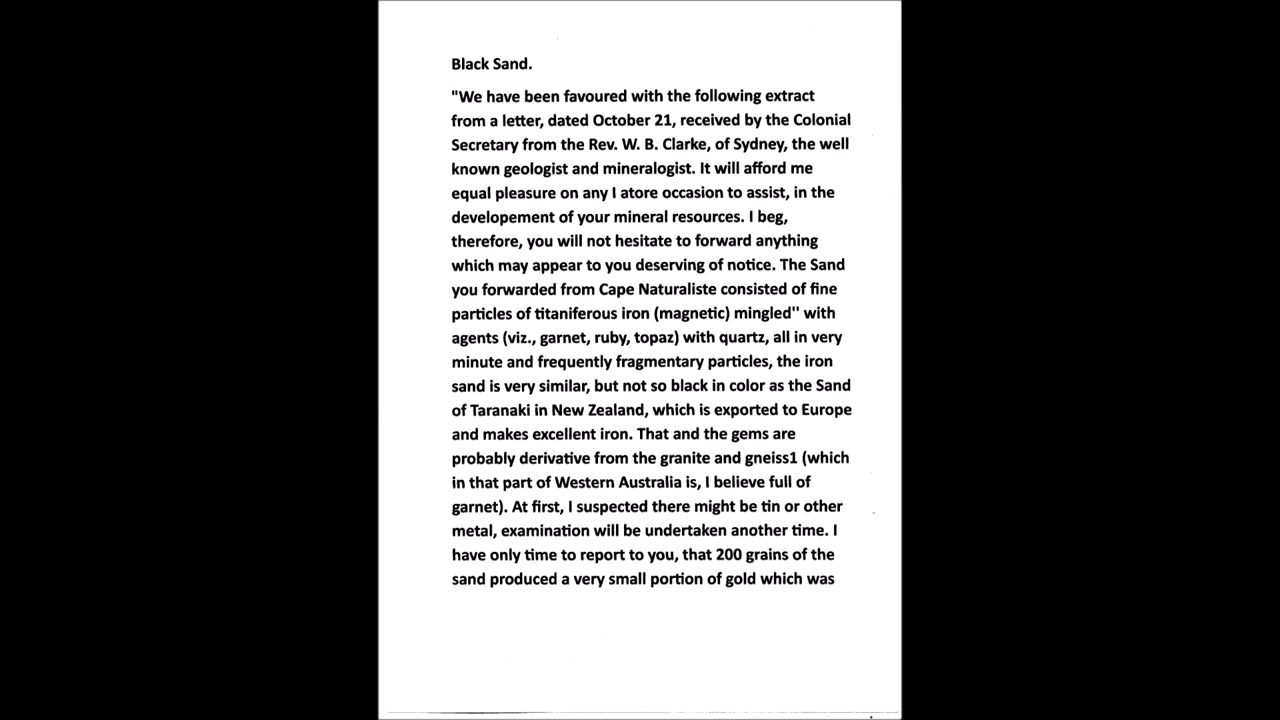 Black Sand.
"We have been favoured with the following extract
from a letter, dated October 21, received by the Colonial
Secretary from the Rev. W. B. Clarke, of Sydney, the well
known geologist and mineralogist. It will afford me
equal pleasure on any I atore occasion to assist, in the
developement of your mineral resources. I beg,
therefore, you will not hesitate to forward anything
which may appear to you deserving of notice. The Sand
you forwarded from Cape Naturaliste consisted of fine
particles of titaniferous iron (magnetic) mingled" with
agents (viz., garnet, ruby, topaz) with quartz, all in very
minute and frequently fragmentary particles, the iron
sand is very similar, but not so black in color as the Sand
of Taranaki in New Zealand, which is exported to Europe
and makes excellent iron. That and the gems are
probably derivative from the granite and gneiss1 (which
in that part of Western Australia is, I believe full of
garnet). At first, I suspected there might be tin or other
metal, examination will be undertaken another time. I
have only time to report to you, that 200 grains of the
sand produced a very small portion of gold which was